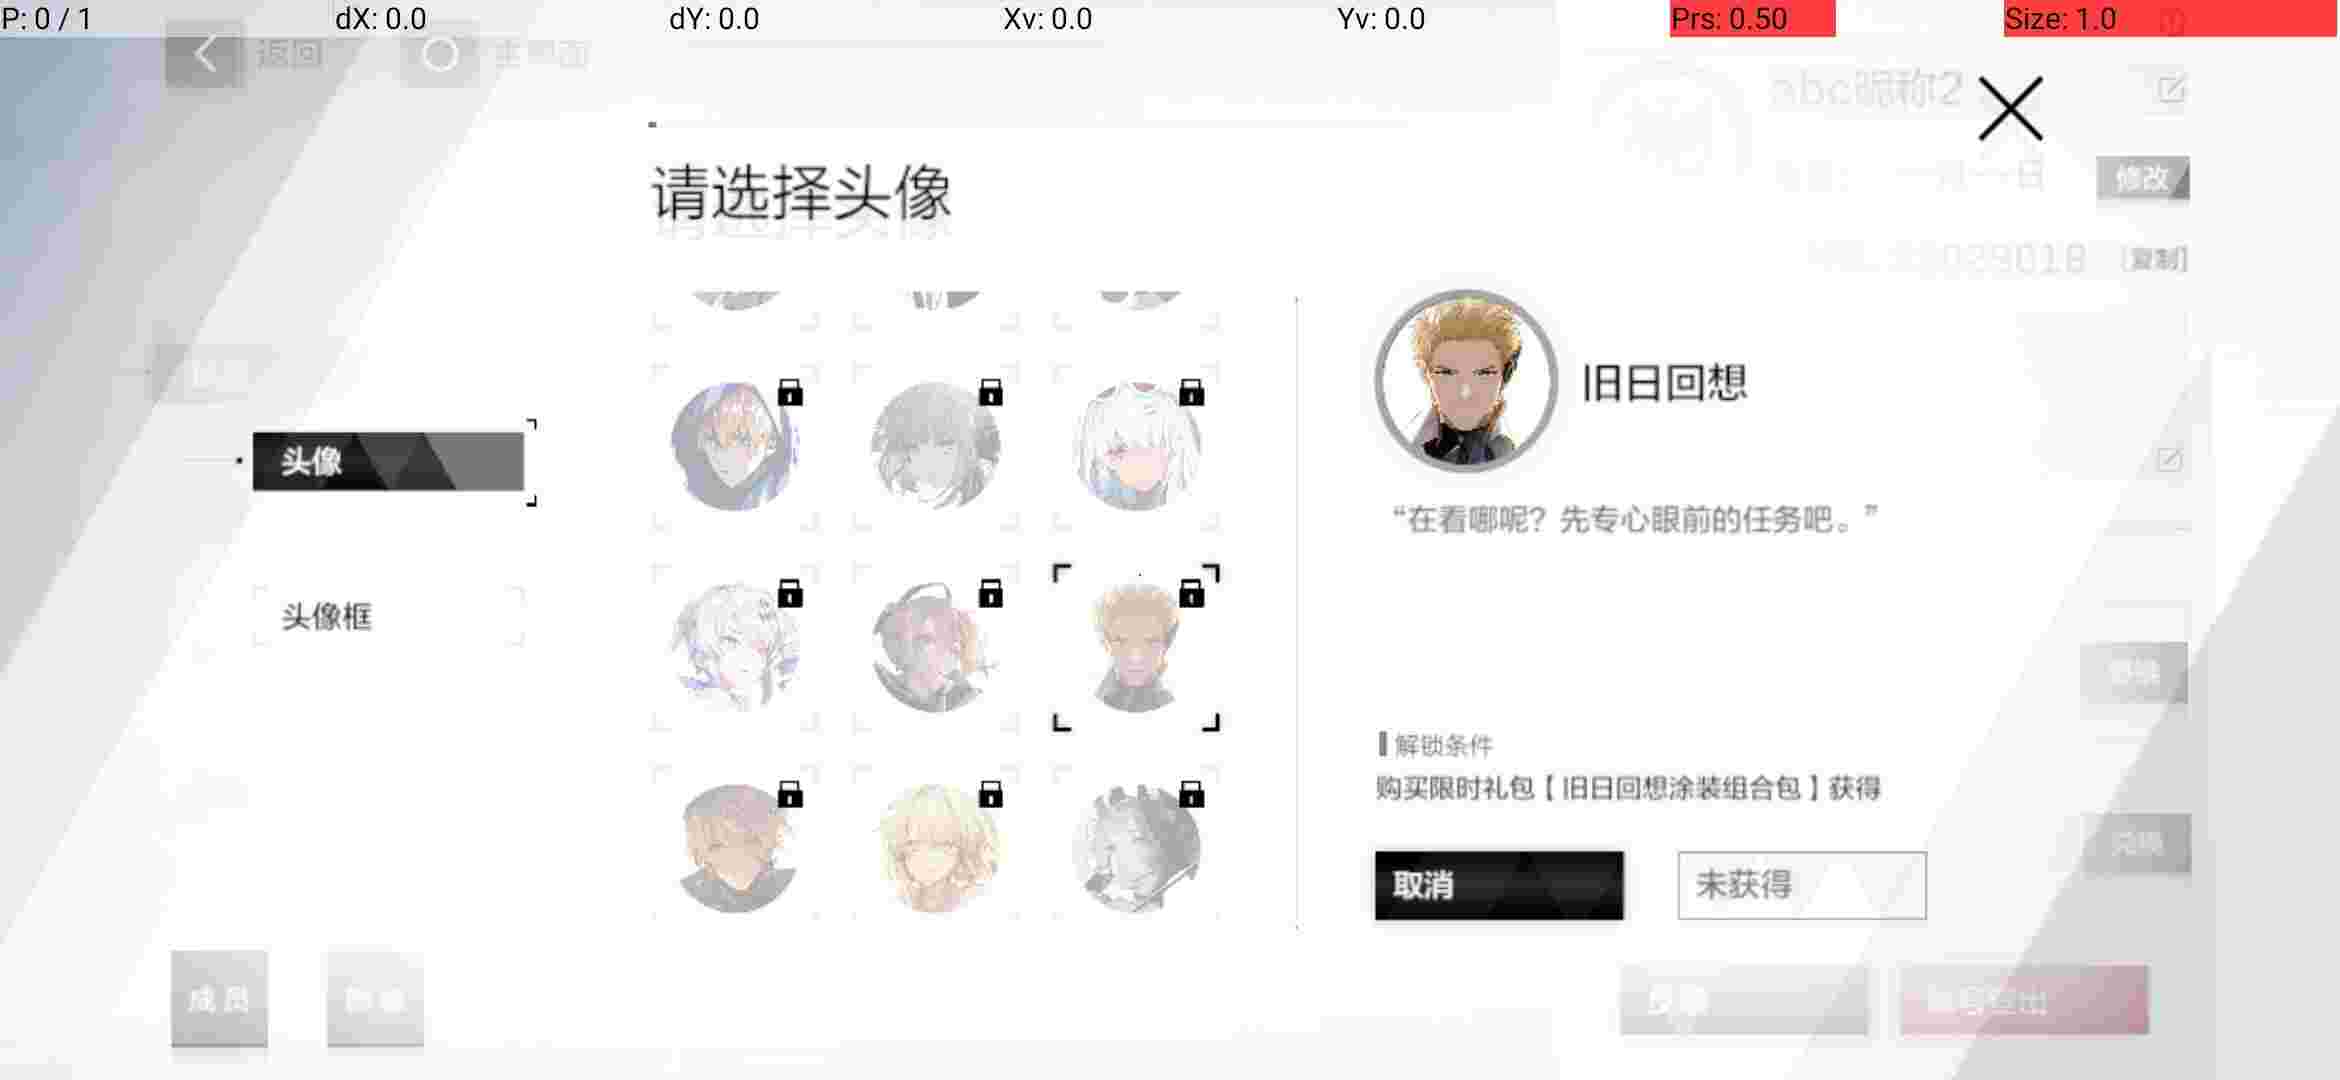 P: 0 / 1 dX: 0.0 dY: 0.0 Xv: 0.0 Yv: 0.0 Prs: 0.50 Size: 1.0
返回 主界面
abc昵称2
请选择头像
修改
[复制]
头像
旧日回想
“在看哪呢？先专心眼前的任务吧。”
头像框
解锁条件
购买限时礼包【旧日回想涂装组合包】获得
兑换
取消 未获得
成员